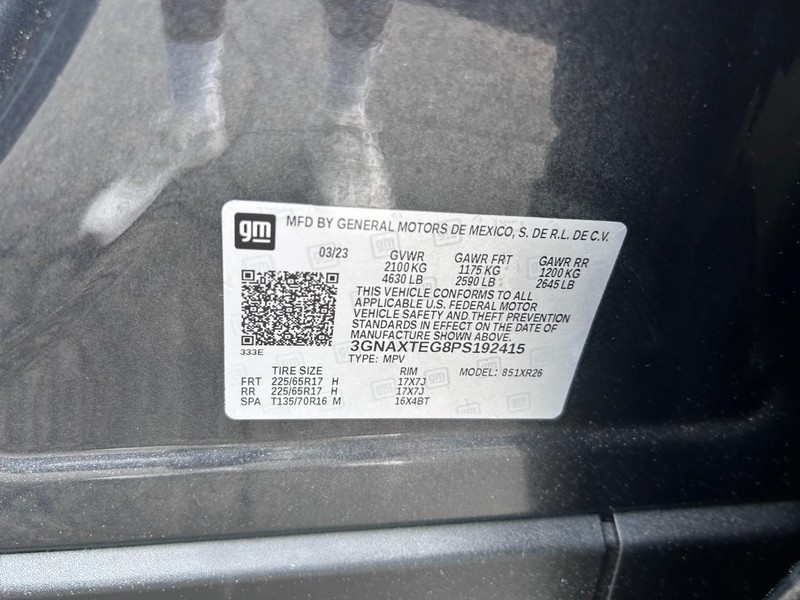 gm
MFD BY GENERAL MOTORS DE MEXICO, S. DE R.L. DE C.V.
03/23 GVWR GAWR FRT GAWR RR
2100 KG 1175 KG 1200 KG
4630 LB 2590 LB 2645 LB
THIS VEHICLE CONFORMS TO ALL
APPLICABLE U.S. FEDERAL MOTOR
VEHICLE SAFETY AND THEFT PREVENTION
STANDARDS IN EFFECT ON THE DATE OF
MANUFACTURE SHOWN ABOVE.
333E
3GNAXTEG8PS192415
TYPE: MPV
TIRE SIZE RIM MODEL: 851XR26
FRT 225/65R17 H 17X7J
RR 225/65R17 H 17X7J
SPA T135/70R16 M 16X4BT